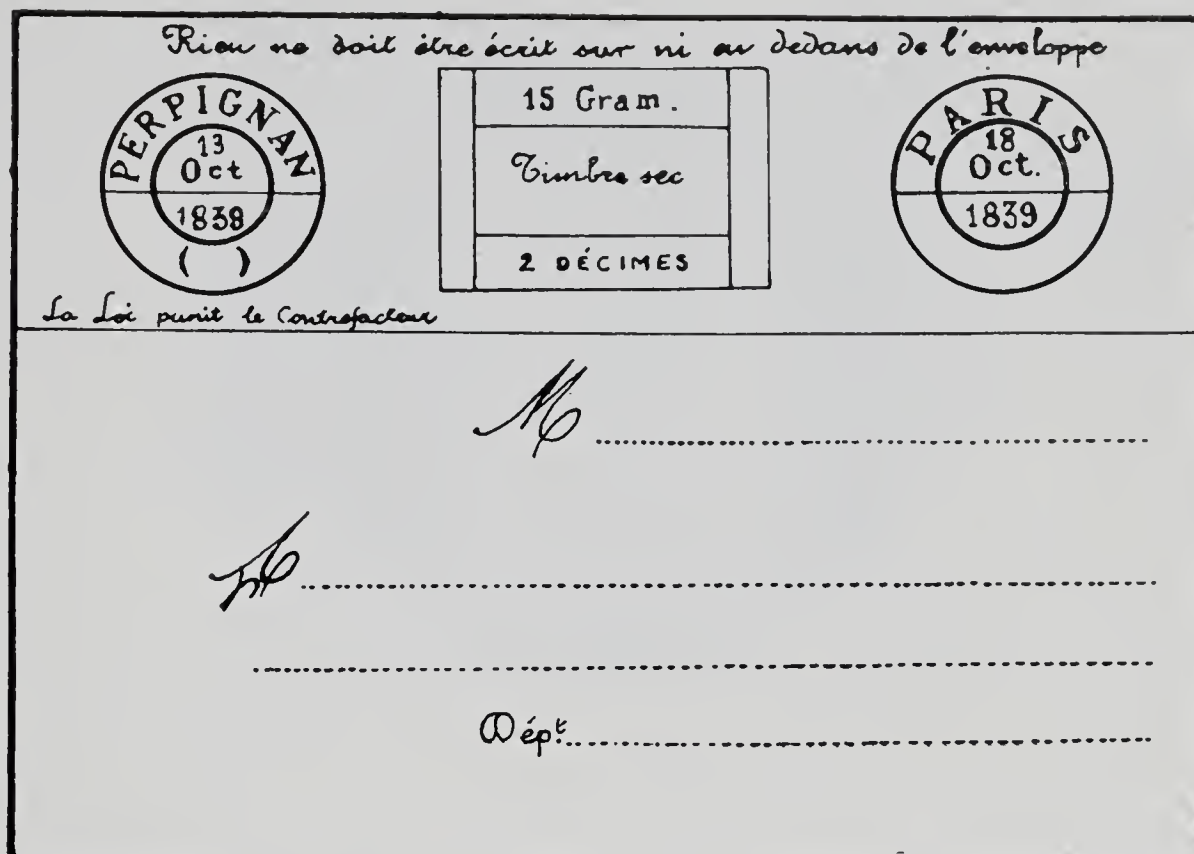 Rien ne doit être écrit sur ni au dedans de l'enveloppe
PERPIGNAN
13
Oct
1838
( )
15 Gram.
Timbre sec
2 DÉCIMES
PARIS
18
Oct.
1839
La Loi punit le Contrefacteur
M
A
Dépt.